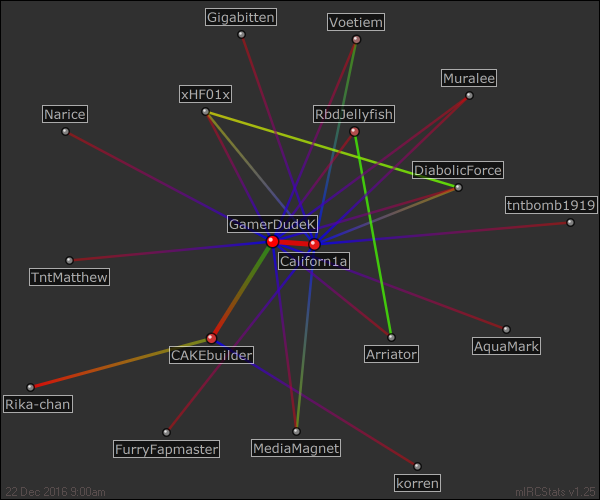 Gigabitten
Voetiem
Muralee
xHF01x
RbdJellyfish
Narice
DiabolicForce
tntbomb1919
GamerDudeK
Californ1a
TntMatthew
AquaMark
Arriator
CAKEbuilder
Rika-chan
FurryFapmaster
MediaMagnet
korren
22 Dec 2016 9:00am
mIRCStats v1.25